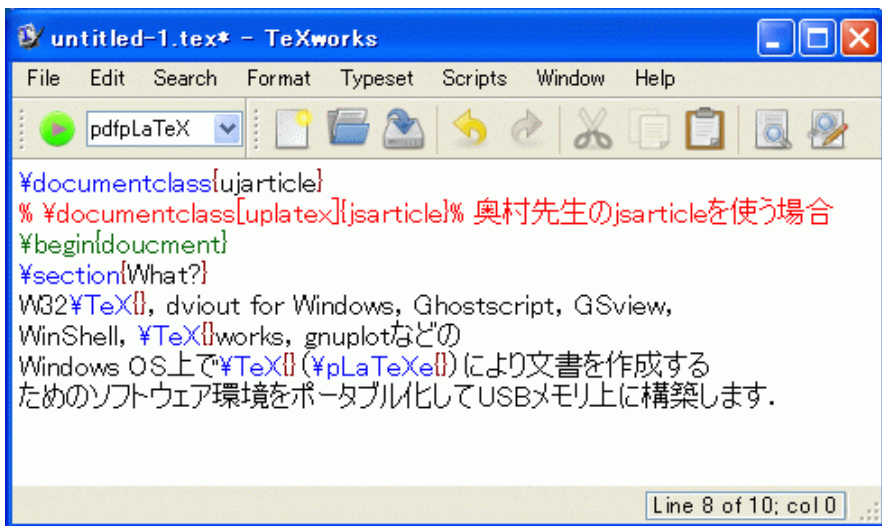 untitled-1.tex* - TeXworks
File Edit Search Format Typeset Scripts Window Help
pdfpLaTeX
¥documentclass{ujarticle}
% ¥documentclass[uplatex]{jsarticle}% 奥村先生のjsarticleを使う場合
¥begin{doucment}
¥section{What?}
W32¥TeX{}, dviout for Windows, Ghostscript, GSview,
WinShell, ¥TeX{}works, gnuplotなどの
Windows OS上で¥TeX{} (¥pLaTeXe{}) により文書を作成する
ためのソフトウェア環境をポータブル化してUSBメモリ上に構築します.
Line 8 of 10; col 0